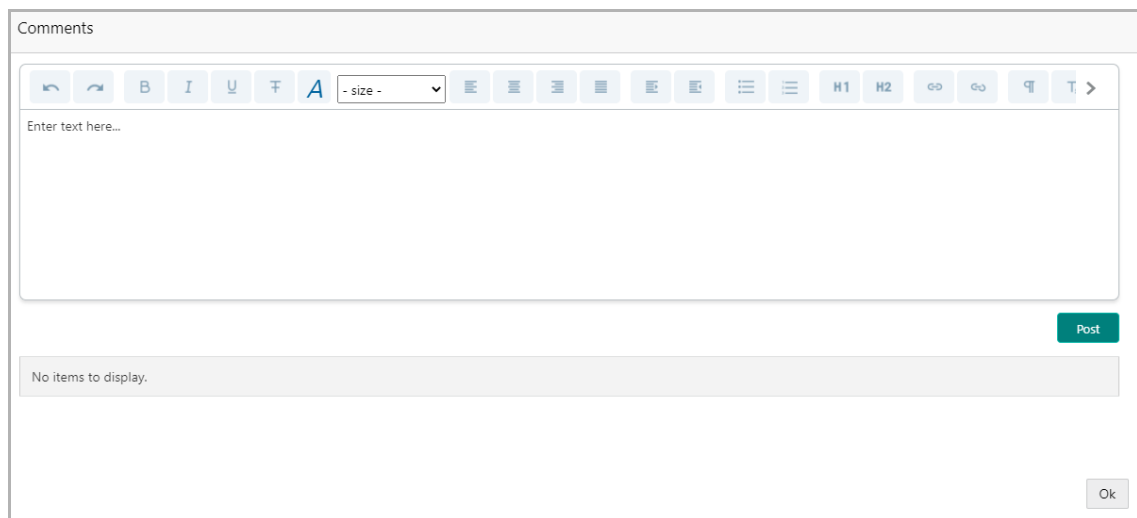 Comments
B I U T A - size - H1 H2 ¶ T
Enter text here...
Post
No items to display.
Ok